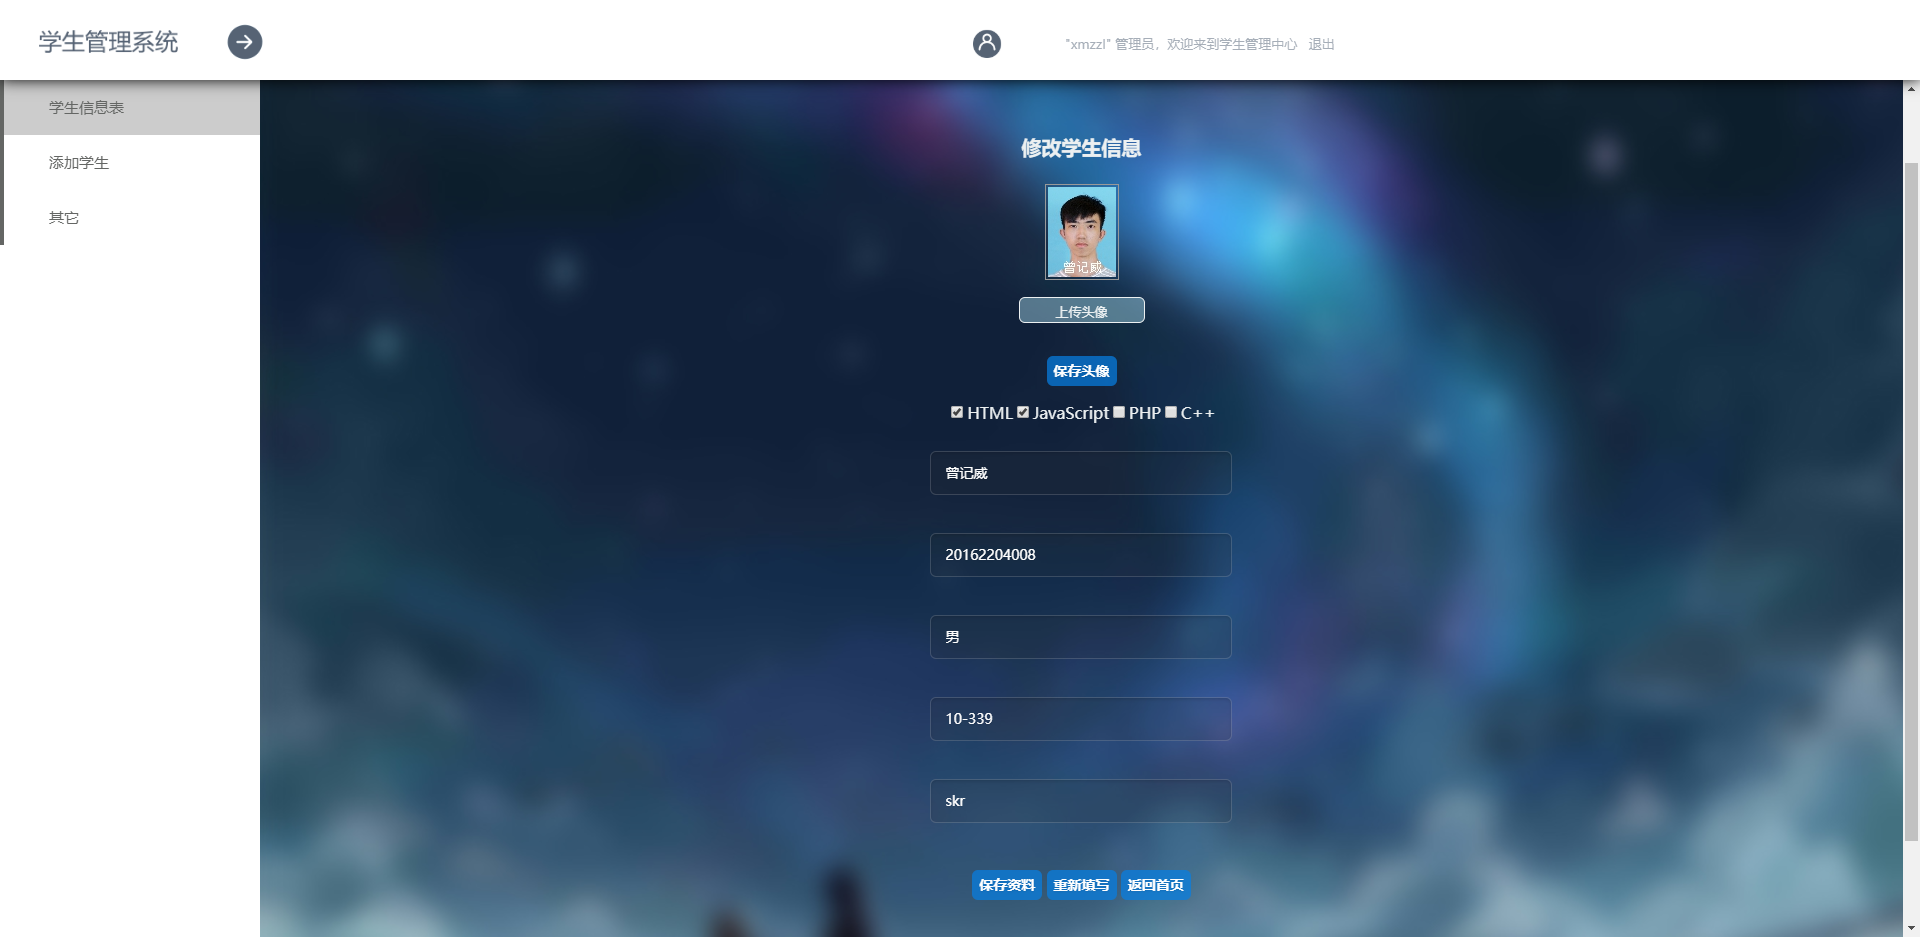 学生管理系统
"xmzzl" 管理员，欢迎来到学生管理中心 退出
学生信息表
添加学生
其它
修改学生信息
曾记威
上传头像
保存头像
HTML JavaScript PHP C++
曾记威
20162204008
男
10-339
skr
保存资料 重新填写 返回首页